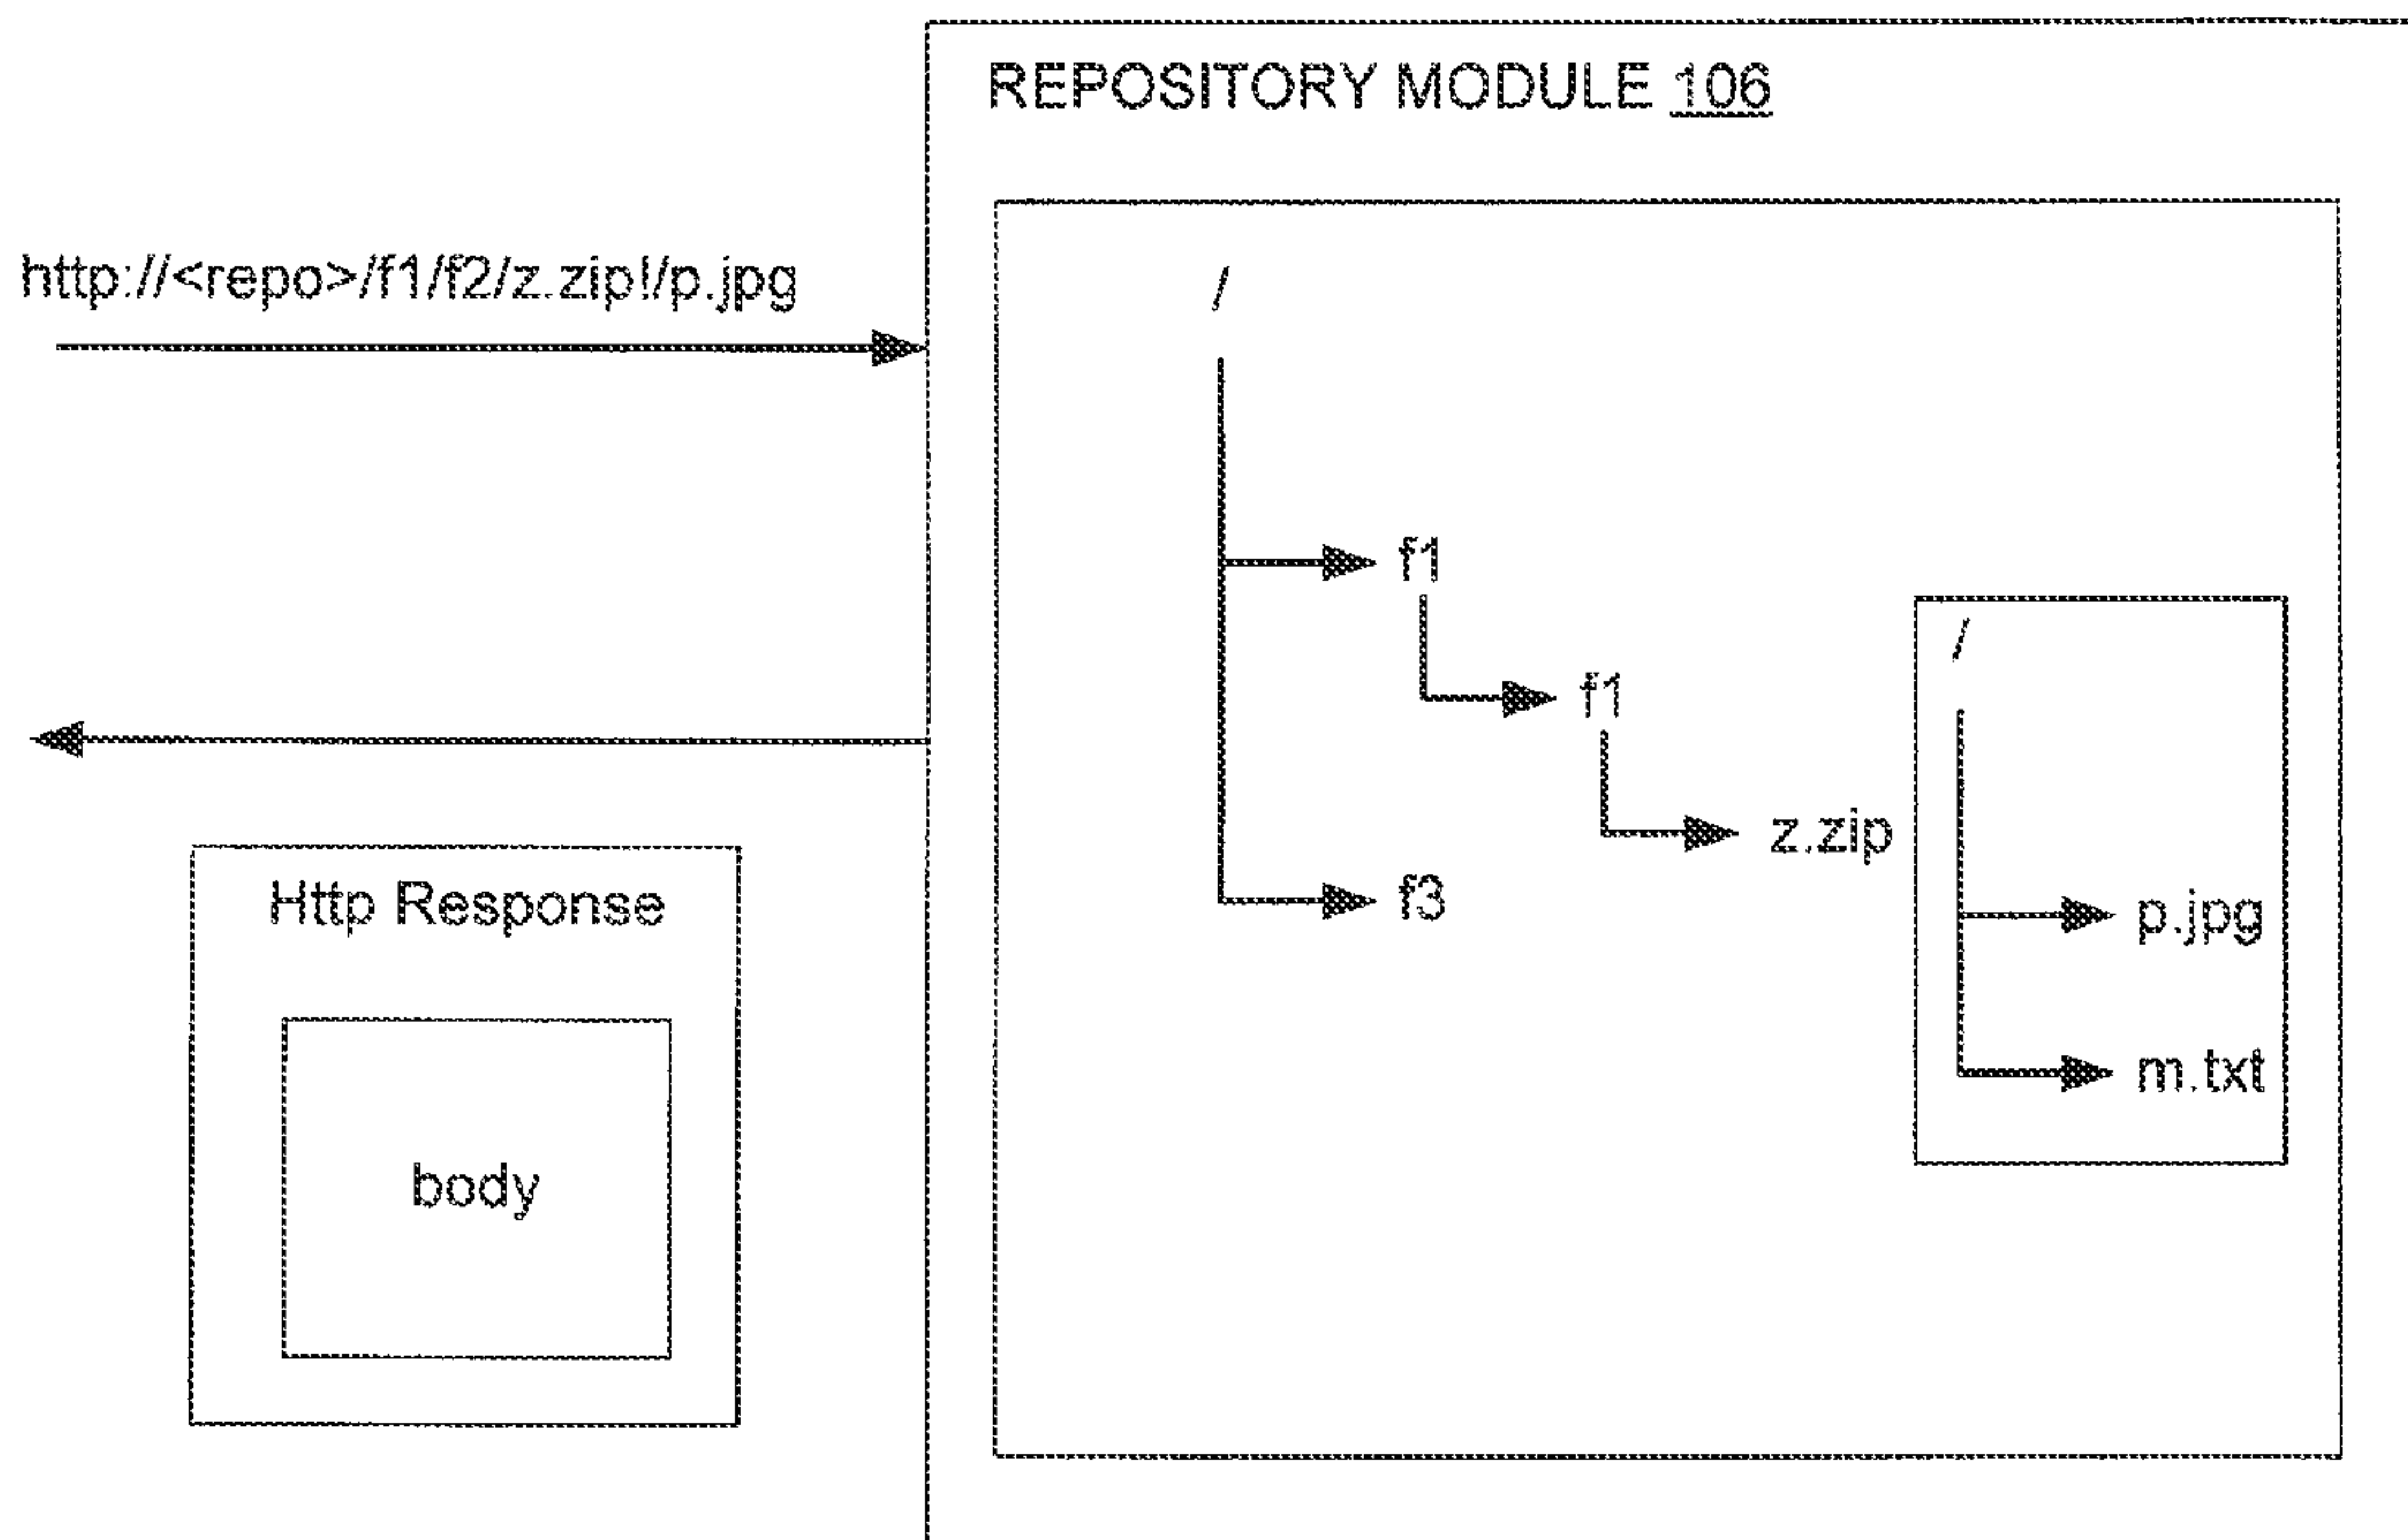 REPOSITORY MODULE 106
http://<repo>/f1/f2/z.zip!/p.jpg
/
f1
f1
z.zip
f3
/
p.jpg
m.txt
Http Response
body